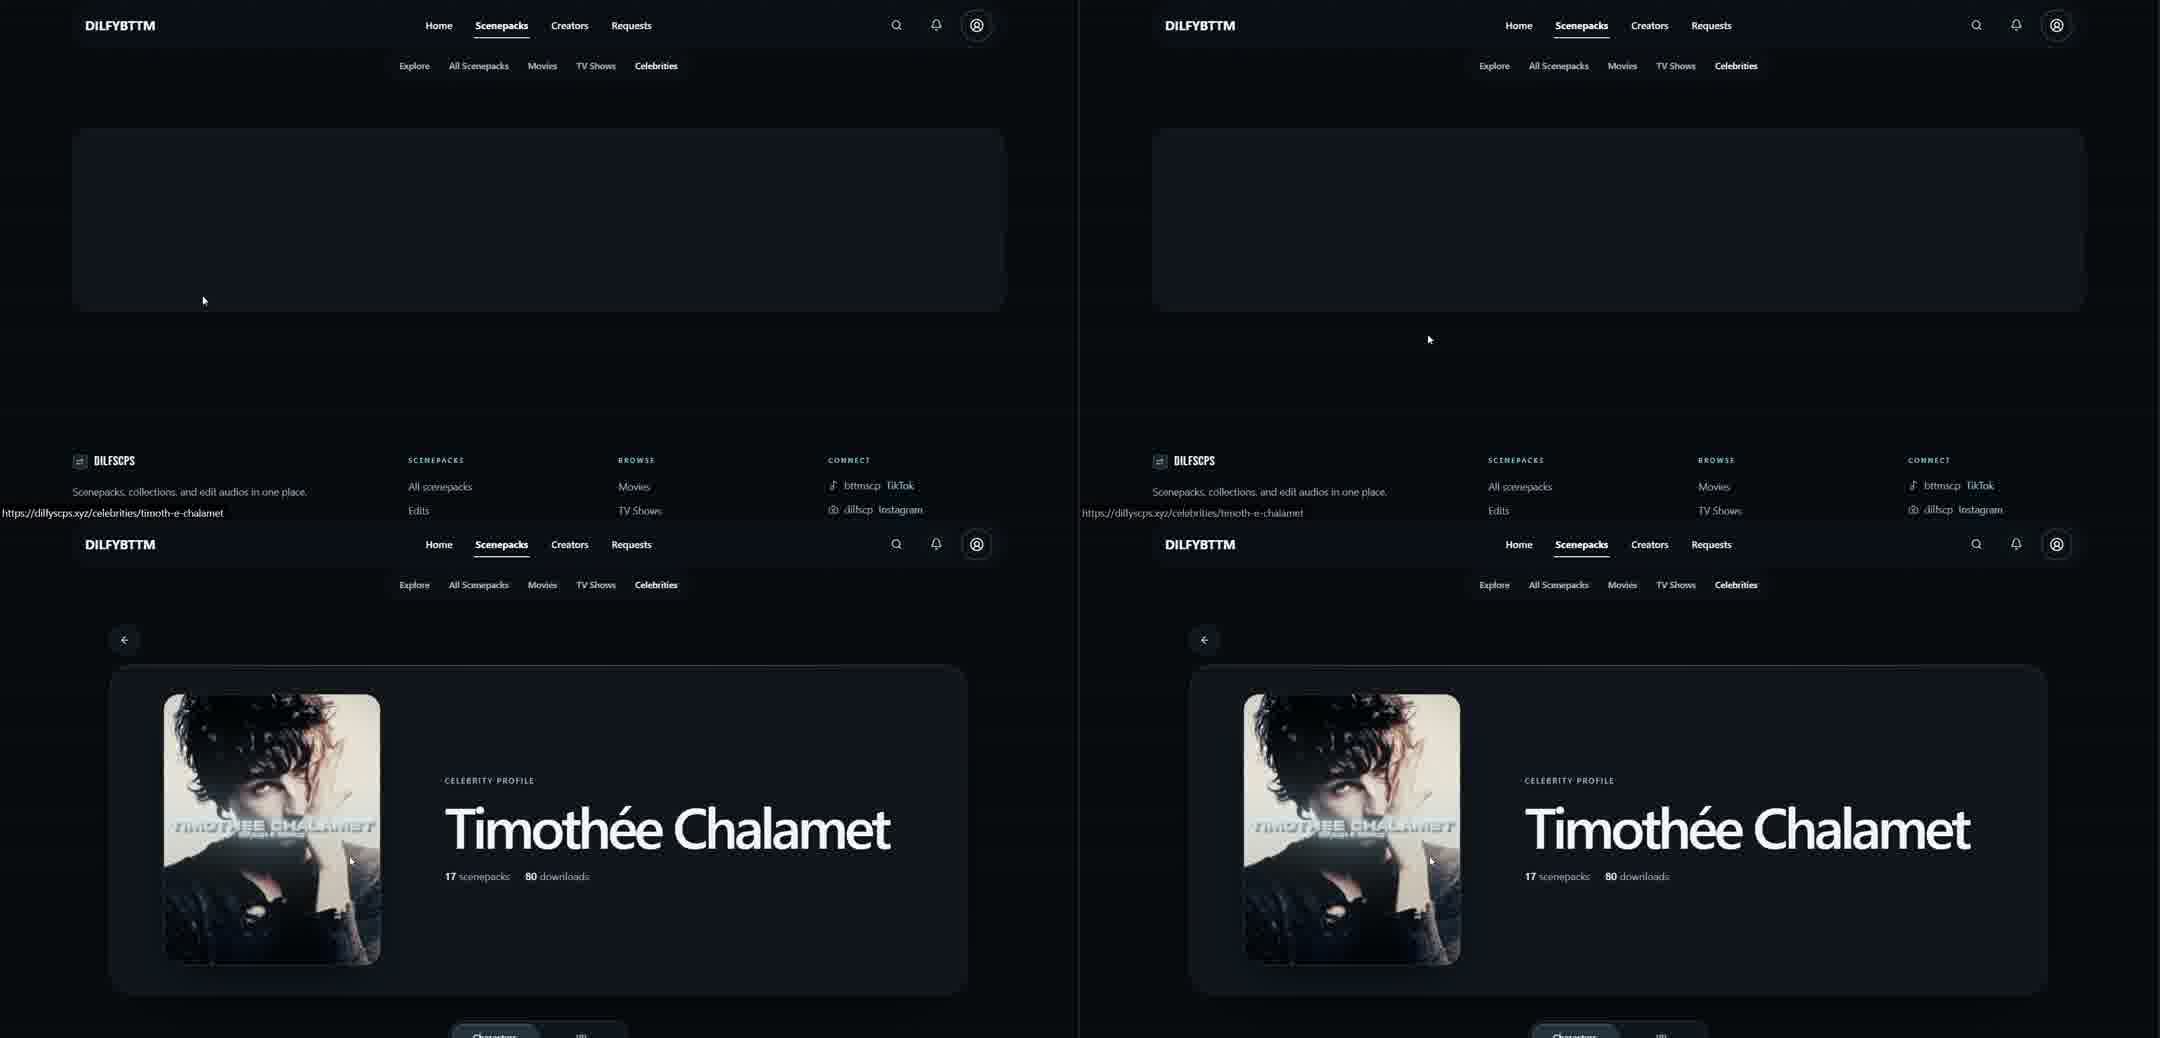 DILFYBTTM Home Scenepacks Creators Requests
Explore All Scenepacks Movies TV Shows Celebrities
DILFSCPS
Scenepacks, collections, and edit audios in one place.
SCENEPACKS
All scenepacks
Edits
BROWSE
Movies
TV Shows
CONNECT
bttmscp TikTok
dilfscp Instagram
https://dilfyscps.xyz/celebrities/timoth-e-chalamet
DILFYBTTM Home Scenepacks Creators Requests
Explore All Scenepacks Movies TV Shows Celebrities
DILFSCPS
Scenepacks, collections, and edit audios in one place.
SCENEPACKS
All scenepacks
Edits
BROWSE
Movies
TV Shows
CONNECT
bttmscp TikTok
dilfscp Instagram
https://dilfyscps.xyz/celebrities/timoth-e-chalamet
DILFYBTTM Home Scenepacks Creators Requests
Explore All Scenepacks Movies TV Shows Celebrities
TIMOTHÉE CHALAMET
CELEBRITY PROFILE
Timothée Chalamet
17 scenepacks 80 downloads
DILFYBTTM Home Scenepacks Creators Requests
Explore All Scenepacks Movies TV Shows Celebrities
TIMOTHÉE CHALAMET
CELEBRITY PROFILE
Timothée Chalamet
17 scenepacks 80 downloads